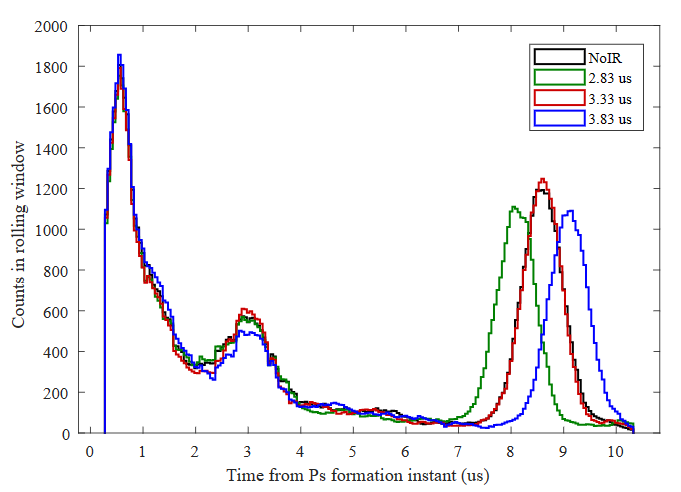 2000
1800
1600
1400
1200
1000
800
600
400
200
0
Counts in rolling window
NoIR
2.83 us
3.33 us
3.83 us
0 1 2 3 4 5 6 7 8 9 10
Time from Ps formation instant (us)